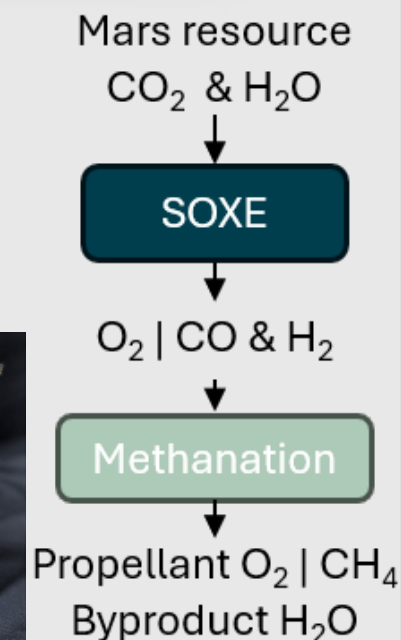 Mars resource
CO₂ & H₂O
SOXE
O₂ | CO & H₂
Methanation
Propellant O₂ | CH₄
Byproduct H₂O